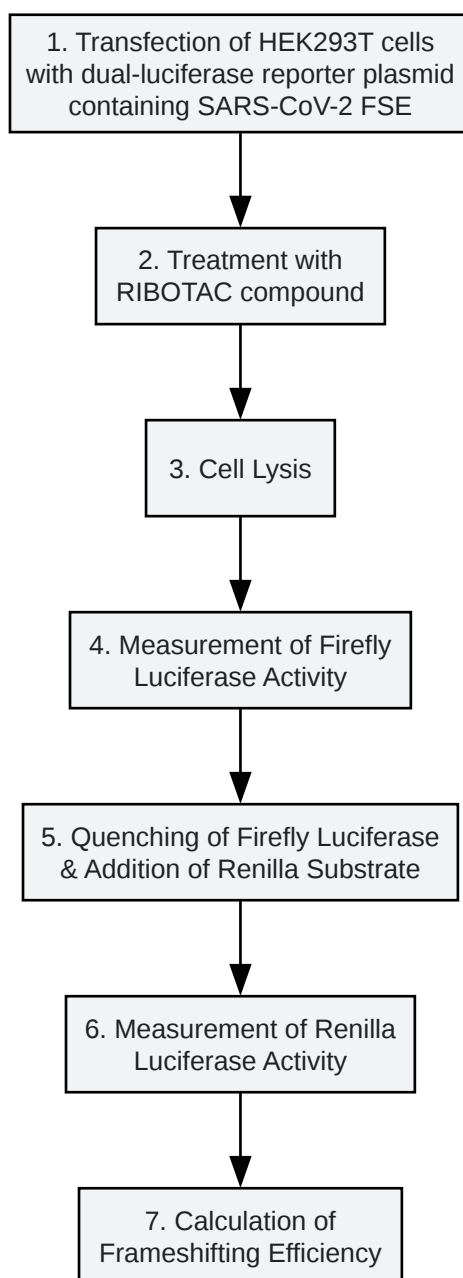 1. Transfection of HEK293T cells
with dual-luciferase reporter plasmid
containing SARS-CoV-2 FSE
2. Treatment with
RIBOTAC compound
3. Cell Lysis
4. Measurement of Firefly
Luciferase Activity
5. Quenching of Firefly Luciferase
& Addition of Renilla Substrate
6. Measurement of Renilla
Luciferase Activity
7. Calculation of
Frameshifting Efficiency